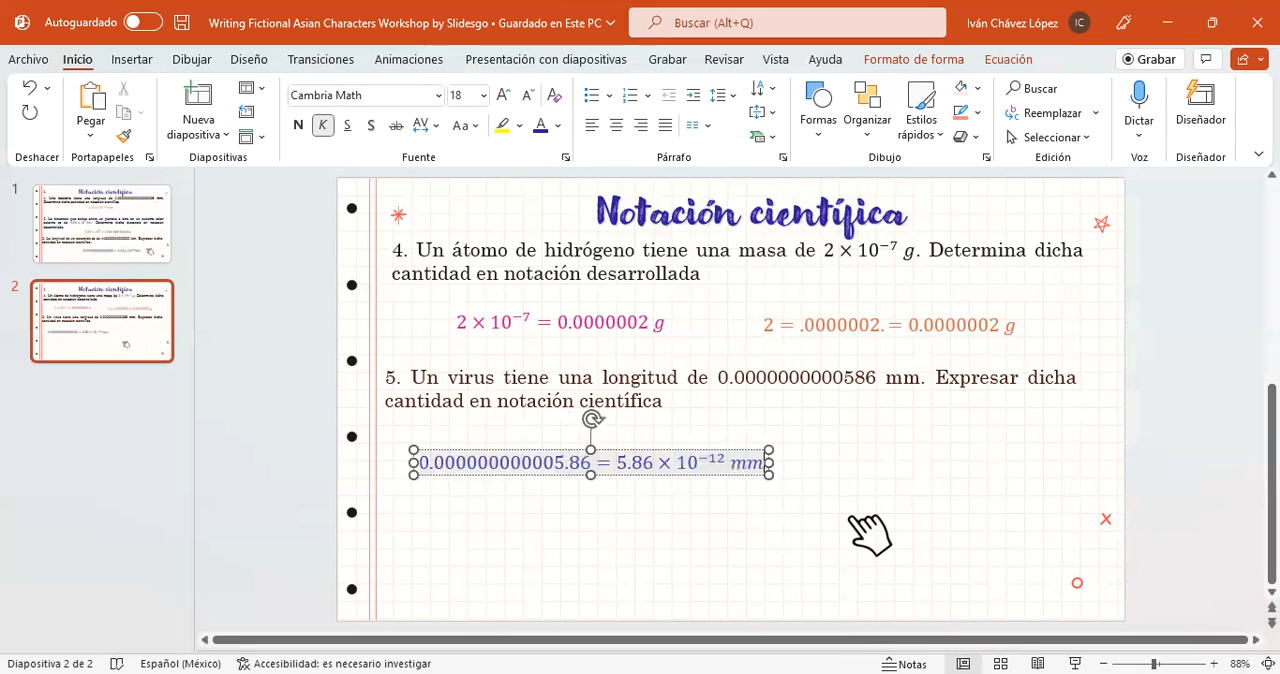 Autoguardado
Writing Fictional Asian Characters Workshop by Slidesgo • Guardado en Este PC
Buscar (Alt+Q)
Iván Chávez López
IC
Archivo Inicio Insertar Dibujar Diseño Transiciones Animaciones Presentación con diapositivas Grabar Revisar Vista Ayuda Formato de forma Ecuación
Grabar
Pegar
Nueva diapositiva
Cambria Math 18
N K S S ab AV Aa A
Formas Organizar Estilos rápidos
Buscar
Reemplazar
Seleccionar
Dictar
Diseñador
Deshacer Portapapeles Diapositivas Fuente Párrafo Dibujo Edición Voz Diseñador
1
2
Notación científica
4. Un átomo de hidrógeno tiene una masa de 2 × 10⁻⁷ g. Determina dicha
cantidad en notación desarrollada
2 × 10⁻⁷ = 0.0000002 g
2 = .0000002. = 0.0000002 g
5. Un virus tiene una longitud de 0.0000000000586 mm. Expresar dicha
cantidad en notación científica
0.000000000005.86 = 5.86 × 10⁻¹² mm
Diapositiva 2 de 2
Español (México)
Accesibilidad: es necesario investigar
Notas
88%